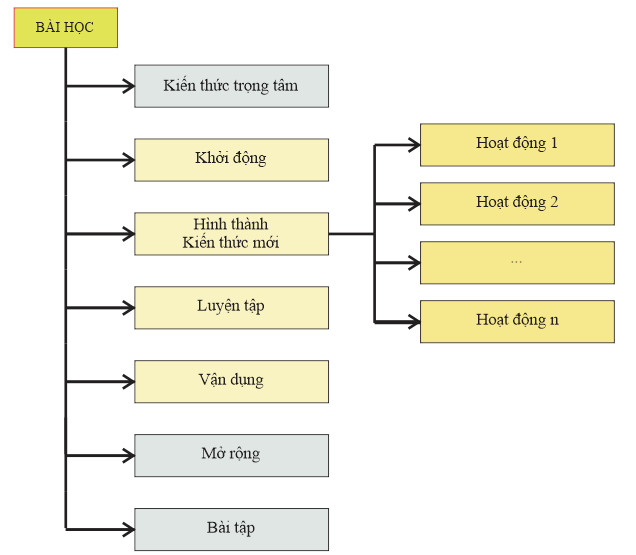 BÀI HỌC
Kiến thức trọng tâm
Khởi động
Hình thành
Kiến thức mới
Luyện tập
Vận dụng
Mở rộng
Bài tập
Hoạt động 1
Hoạt động 2
...
Hoạt động n